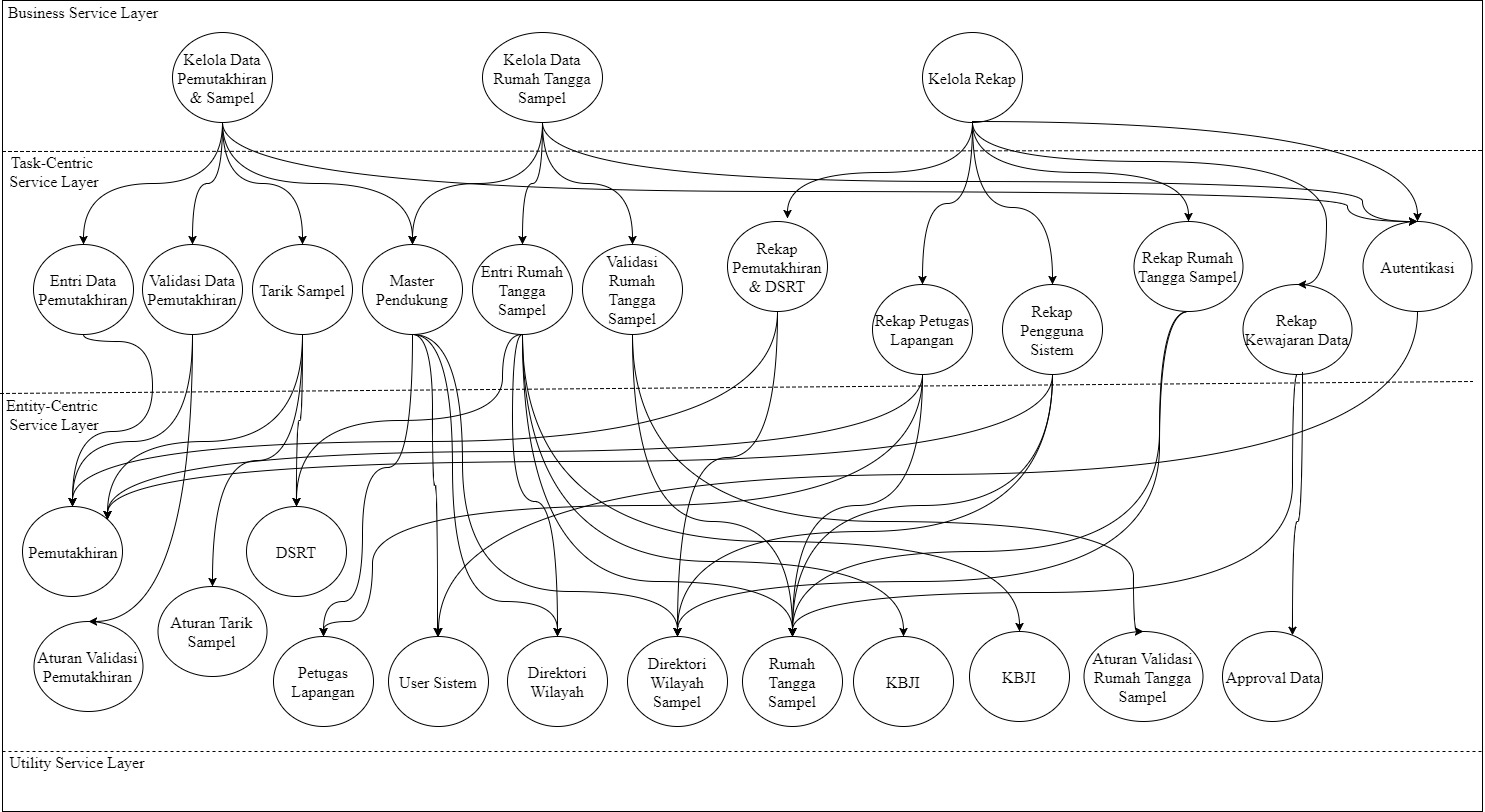 Business Service Layer
Kelola Data
Pemutakhiran
& Sampel
Kelola Data
Rumah Tangga
Sampel
Kelola Rekap
Task-Centric
Service Layer
Entri Data
Pemutakhiran
Validasi Data
Pemutakhiran
Tarik Sampel
Master
Pendukung
Entri Rumah
Tangga
Sampel
Validasi
Rumah
Tangga
Sampel
Rekap
Pemutakhiran
& DSRT
Rekap Petugas
Lapangan
Rekap
Pengguna
Sistem
Rekap Rumah
Tangga Sampel
Rekap
Kewajaran Data
Autentikasi
Entity-Centric
Service Layer
Pemutakhiran
Aturan Validasi
Pemutakhiran
Aturan Tarik
Sampel
DSRT
Petugas
Lapangan
User Sistem
Direktori
Wilayah
Direktori
Wilayah
Sampel
Rumah
Tangga
Sampel
KBJI
KBJI
Aturan Validasi
Rumah Tangga
Sampel
Approval Data
Utility Service Layer